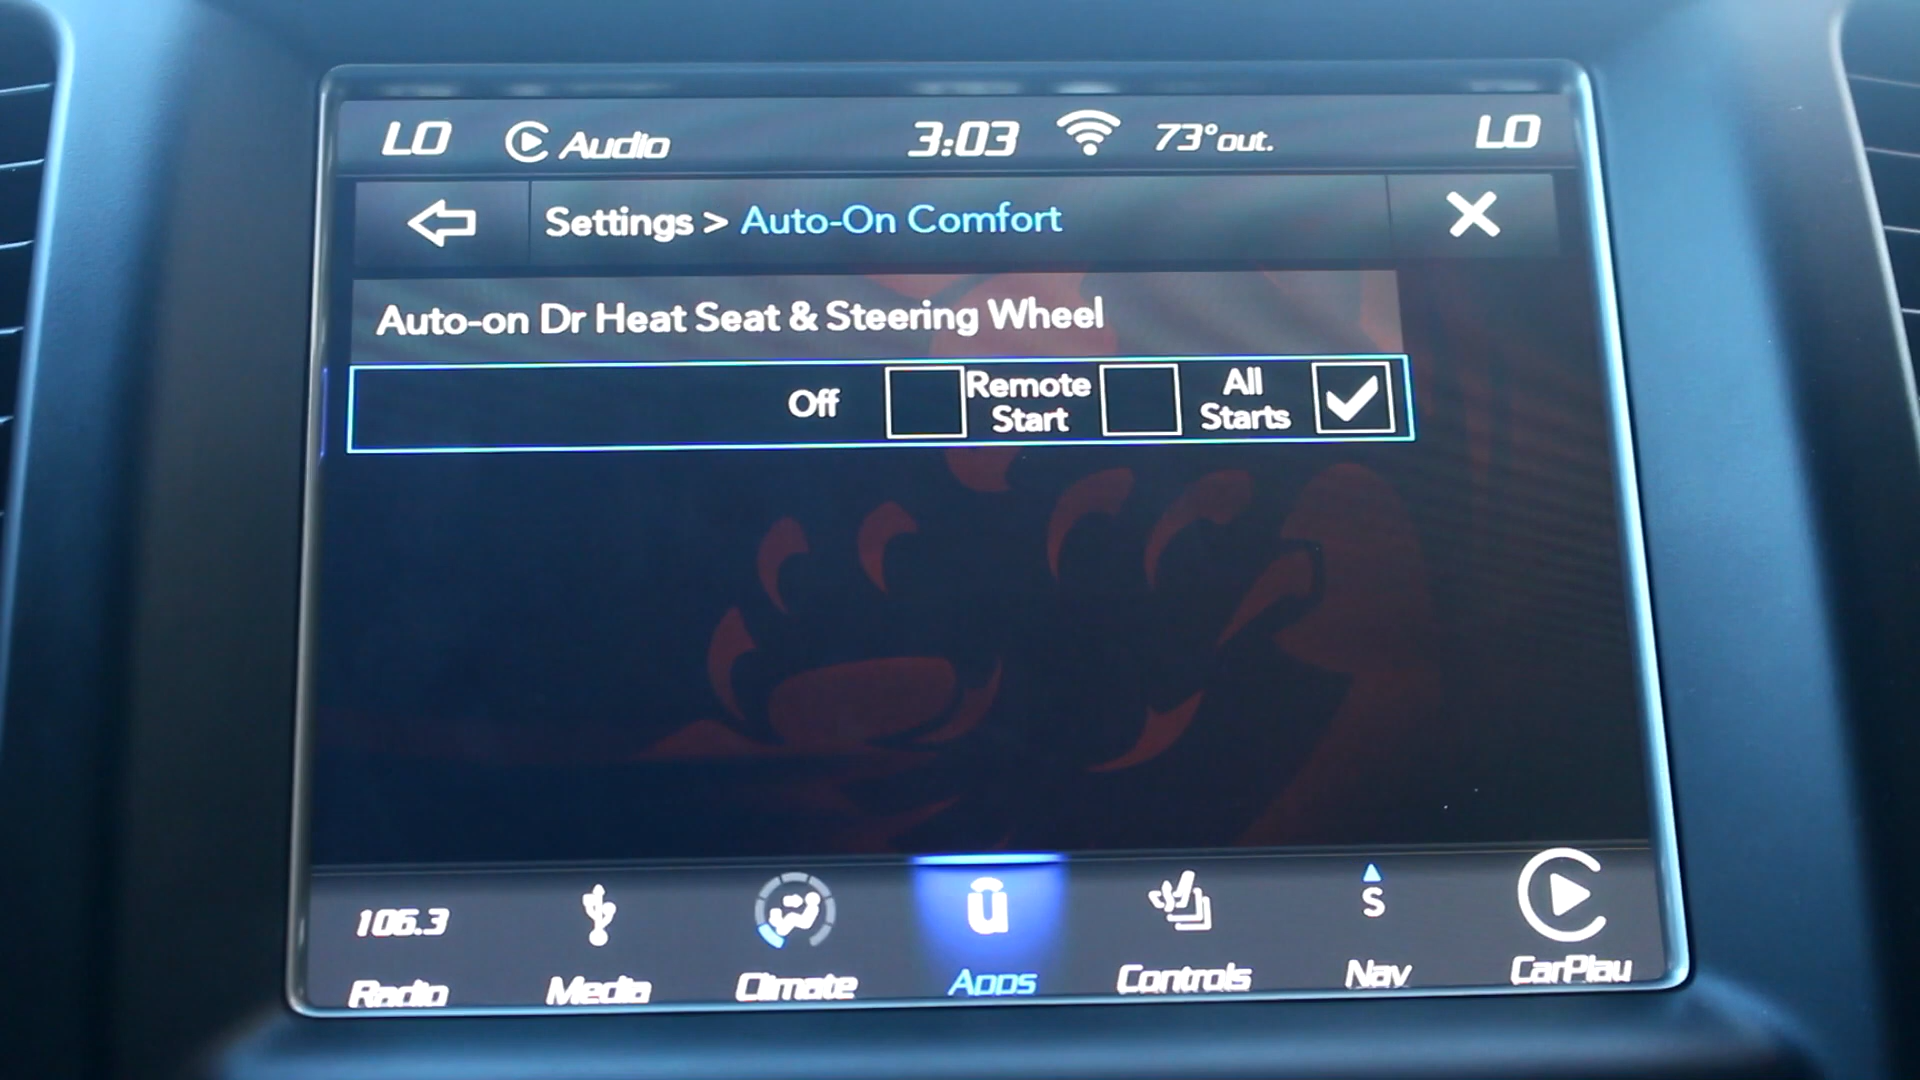 LO Audio 3:03 73°out. LO
Settings > Auto-On Comfort
Auto-on Dr Heat Seat & Steering Wheel
Off Remote Start All Starts
106.3 S
Radio Media Climate Apps Controls Nav CarPlay